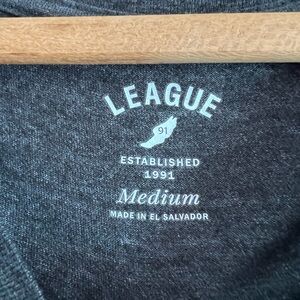 LEAGUE
91
ESTABLISHED
1991
Medium
MADE IN EL SALVADOR